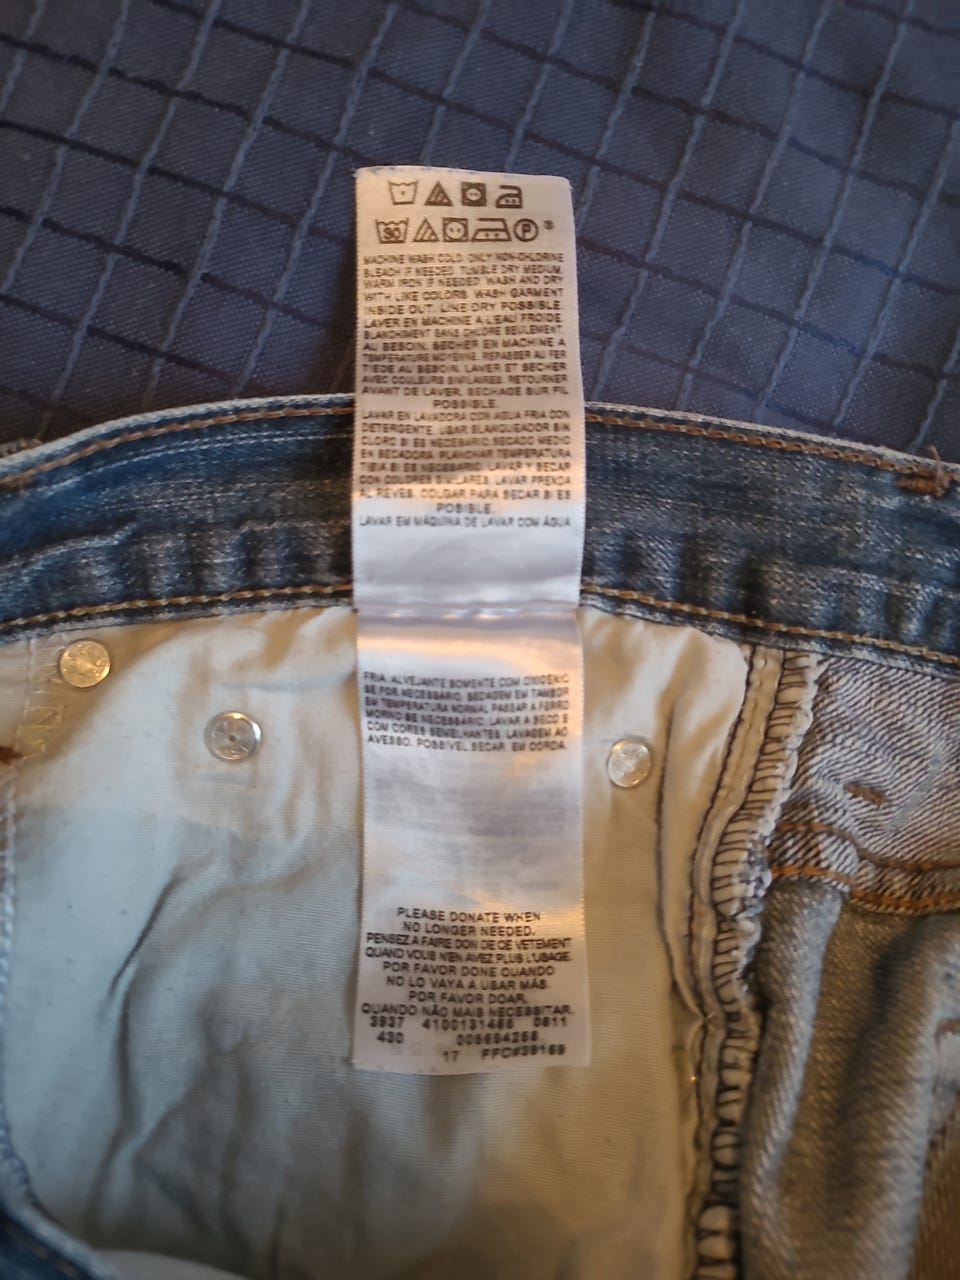 30
P
®
MACHINE WASH COLD. ONLY NON-CHLORINE
BLEACH IF NEEDED. TUMBLE DRY MEDIUM.
WARM IRON IF NEEDED. WASH AND DRY
WITH LIKE COLORS. WASH GARMENT
INSIDE OUT. LINE DRY POSSIBLE.
LAVER EN MACHINE A L'EAU FROIDE.
BLANCHIMENT SANS CHLORE SEULEMENT
AU BESOIN. SECHER EN MACHINE A
TEMPERATURE MOYENNE. REPASSER AU FER
TIEDE AU BESOIN. LAVER ET SECHER
AVEC COULEURS SIMILAIRES. RETOURNER
AVANT DE LAVER. SECHAGE SUR FIL
POSSIBLE.
LAVAR EN LAVADORA CON AGUA FRIA CON
DETERGENTE. USAR BLANQUEADOR SIN
CLORO SI ES NECESARIO. SECADO MEDIO
EN SECADORA. PLANCHAR TEMPERATURA
TIBIA SI ES NECESARIO. LAVAR Y SECAR
CON COLORES SIMILARES. LAVAR PRENDA
AL REVES. COLGAR PARA SECAR SI ES
POSIBLE.
LAVAR EM MÁQUINA DE LAVAR COM ÁGUA
FRIA. ALVEJANTE SOMENTE COM OXIGENIO
SE FOR NECESSÁRIO. SECAGEM EM TAMBOR
EM TEMPERATURA NORMAL. PASSAR A FERRO
MORNO SE NECESSÁRIO. LAVAR A SECO E
COM CORES SEMELHANTES. LAVAGEM AO
AVESSO. POSSIVEL SECAR EM CORDA.
PLEASE DONATE WHEN
NO LONGER NEEDED.
PENSEZ A FAIRE DON DE CE VETEMENT
QUAND VOUS N'EN AVEZ PLUS L'USAGE.
POR FAVOR DONE CUANDO
NO LO VAYA A USAR MÁS.
POR FAVOR DOAR,
QUANDO NÃO MAIS NECESSITAR.
3937 4100131466 0811
430 005694258
17 FFC#39169